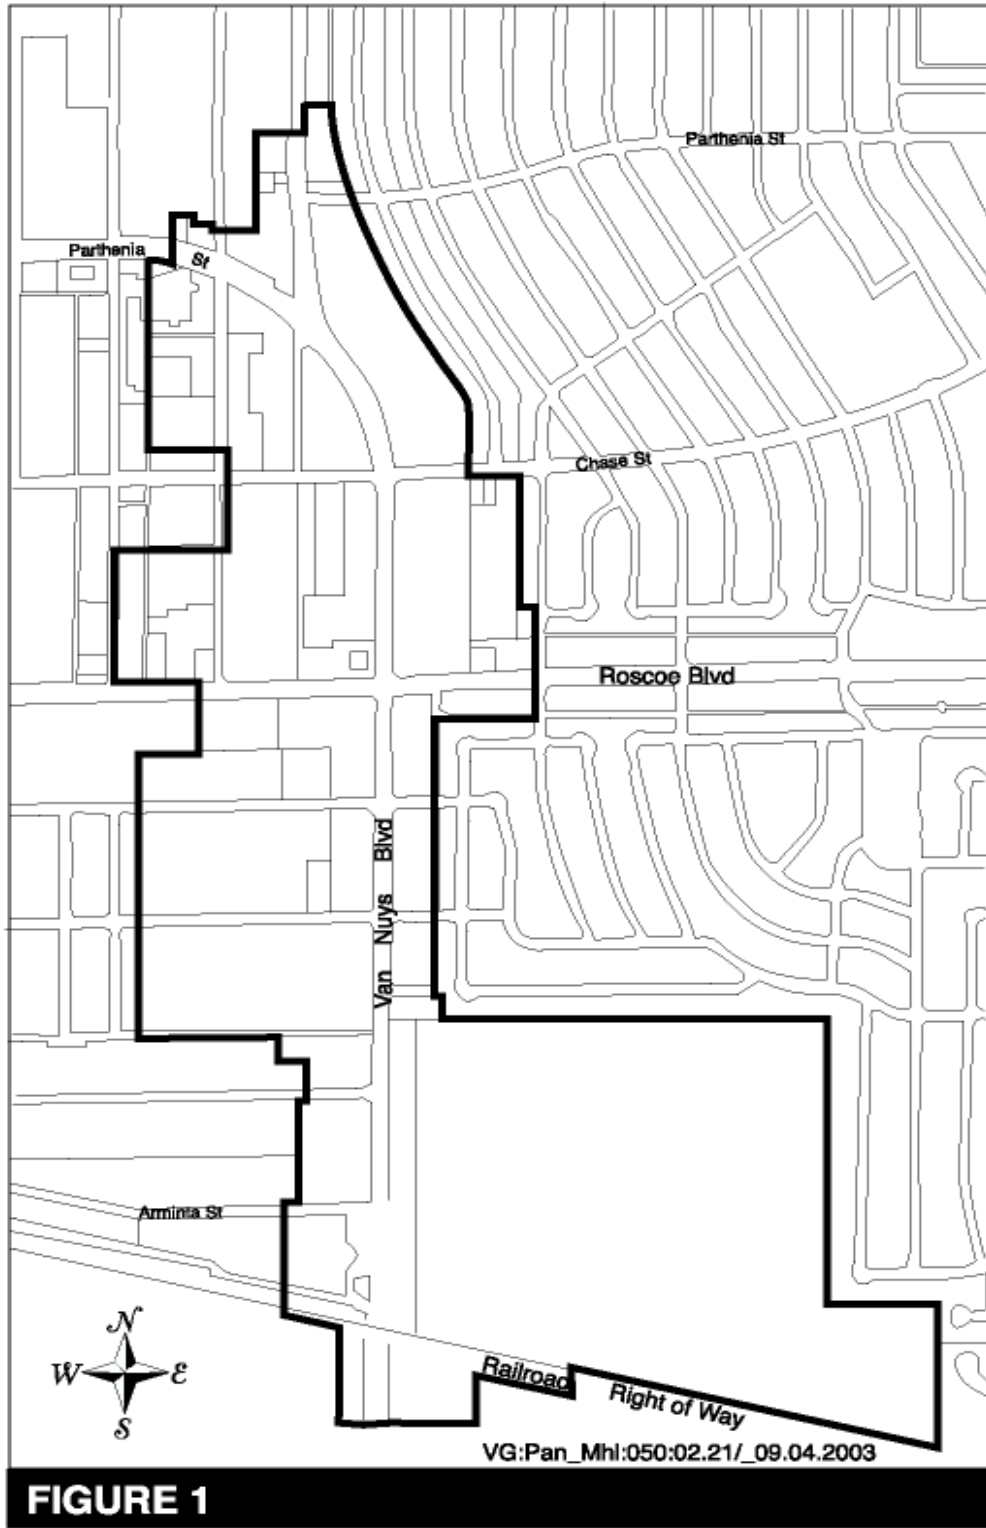 Parthenia St
Parthenia
St
Chase St
Roscoe Blvd
Van Nuys Blvd
Arminta St
N
W
E
S
Railroad
Right of Way
VG:Pan_Mhl:050:02.21/_09.04.2003
FIGURE 1